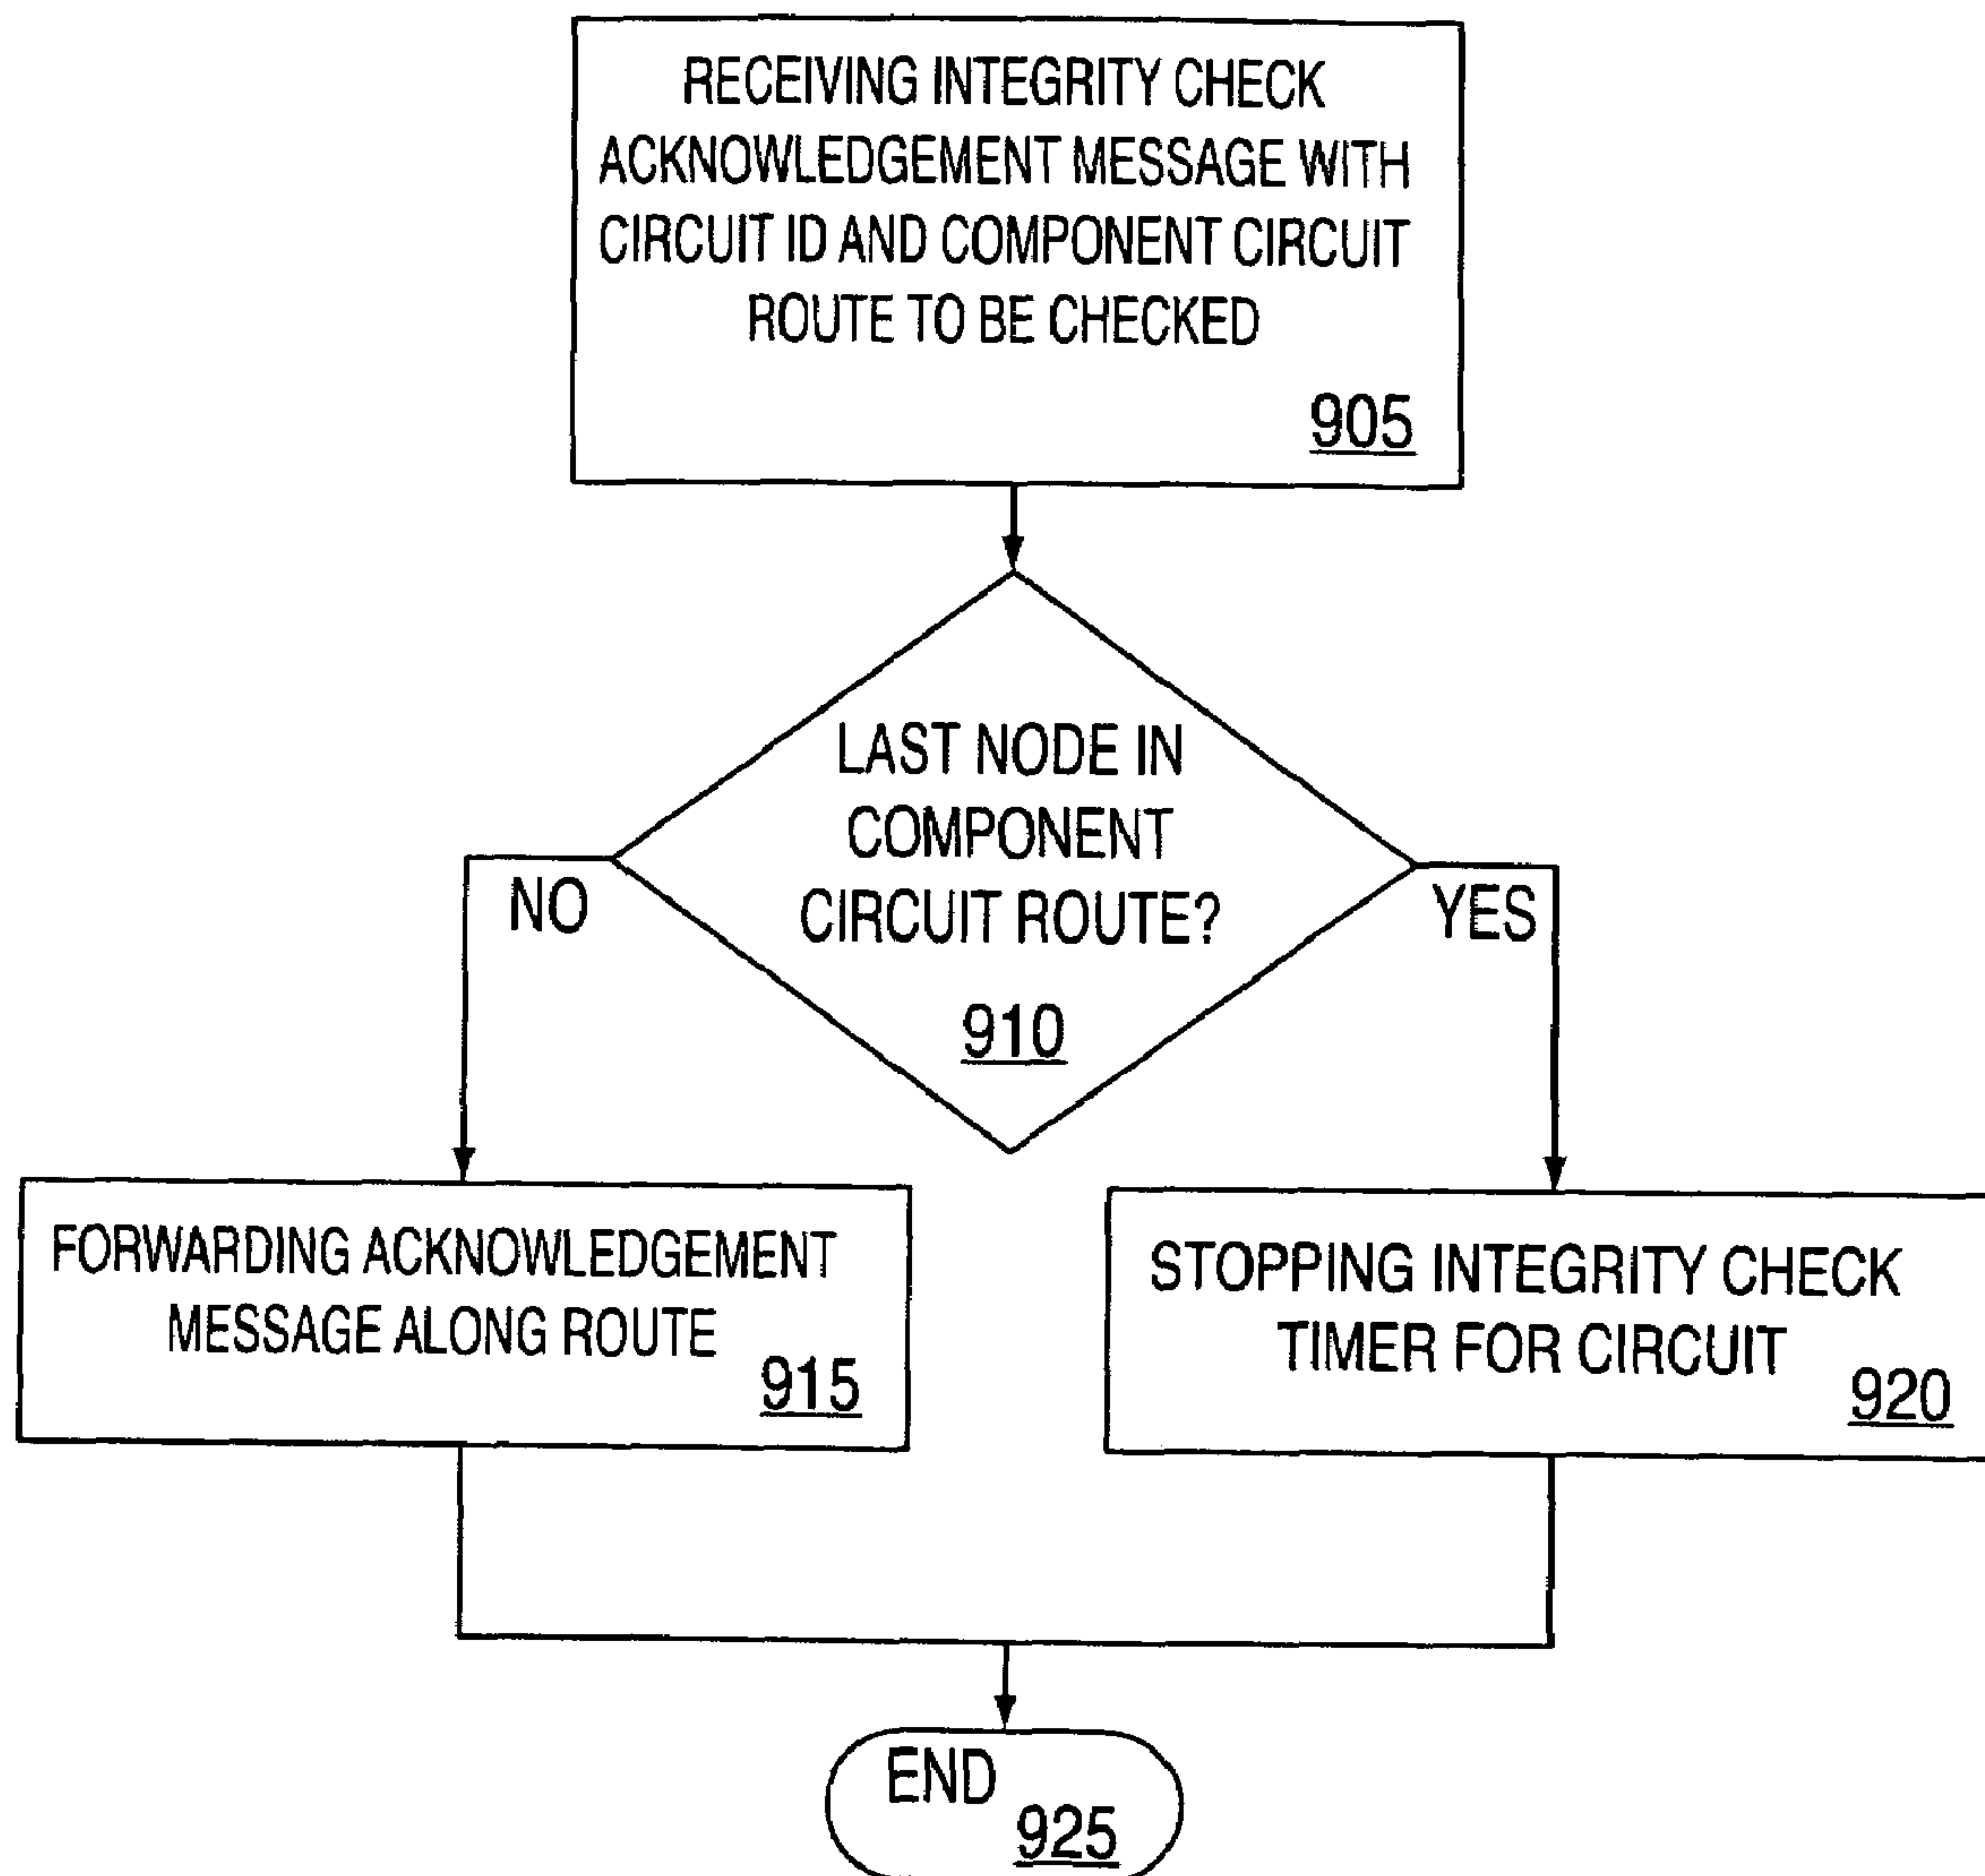 RECEIVING INTEGRITY CHECK
ACKNOWLEDGEMENT MESSAGE WITH
CIRCUIT ID AND COMPONENT CIRCUIT
ROUTE TO BE CHECKED
905
LAST NODE IN
COMPONENT
CIRCUIT ROUTE?
910
NO
YES
FORWARDING ACKNOWLEDGEMENT
MESSAGE ALONG ROUTE
915
STOPPING INTEGRITY CHECK
TIMER FOR CIRCUIT
920
END
925